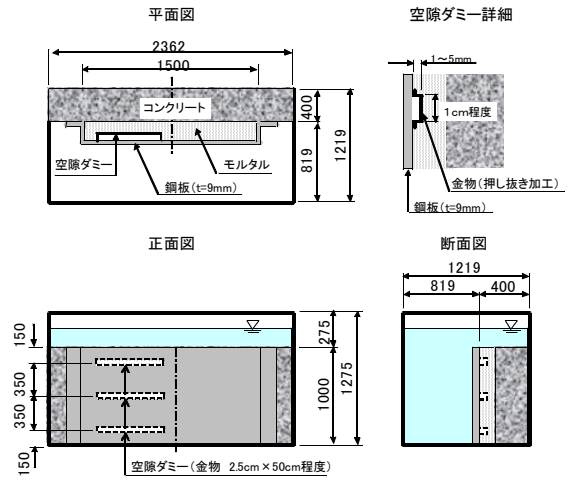 平面図
2362
1500
コンクリート
400
819
1219
空隙ダミー
モルタル
鋼板(t=9mm)
空隙ダミー詳細
1～5mm
1cm程度
金物(押し抜き加工)
鋼板(t=9mm)
正面図
150
350
350
150
275
1000
1275
空隙ダミー(金物 2.5cm×50cm程度)
断面図
1219
819
400